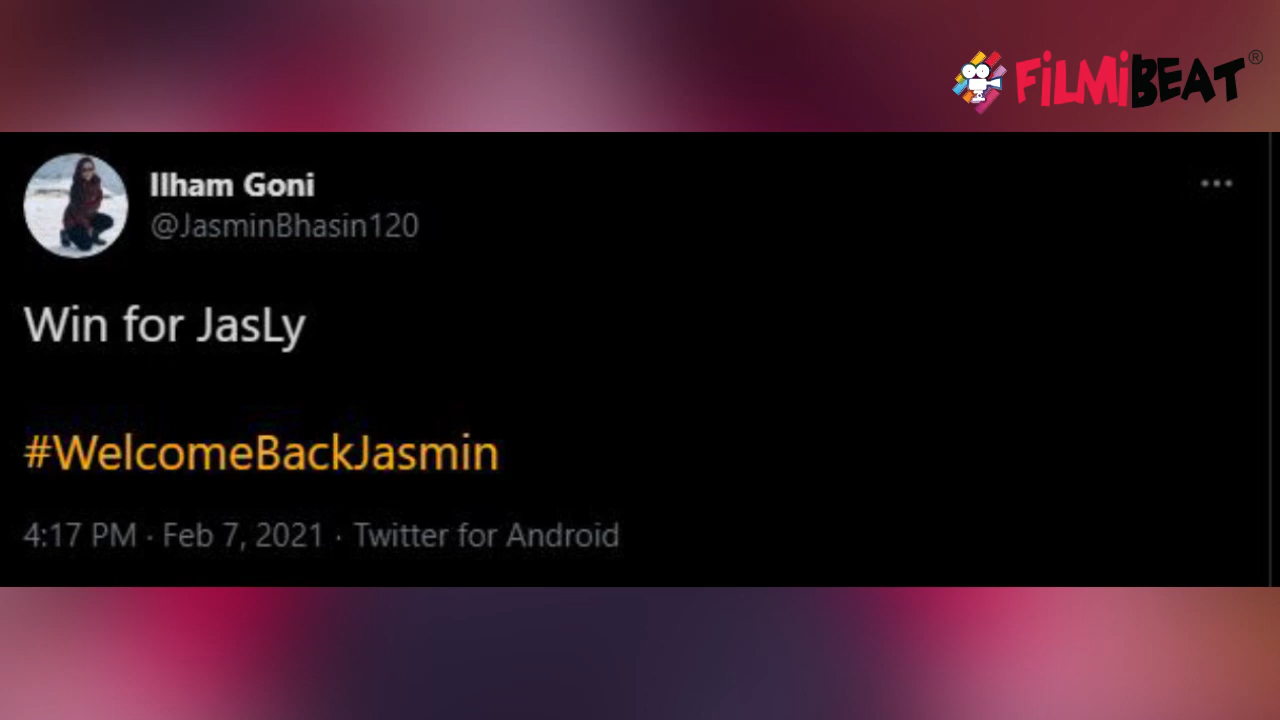 FiLMiBEAT®
Ilham Goni
@JasminBhasin120
Win for JasLy
#WelcomeBackJasmin
4:17 PM · Feb 7, 2021 · Twitter for Android